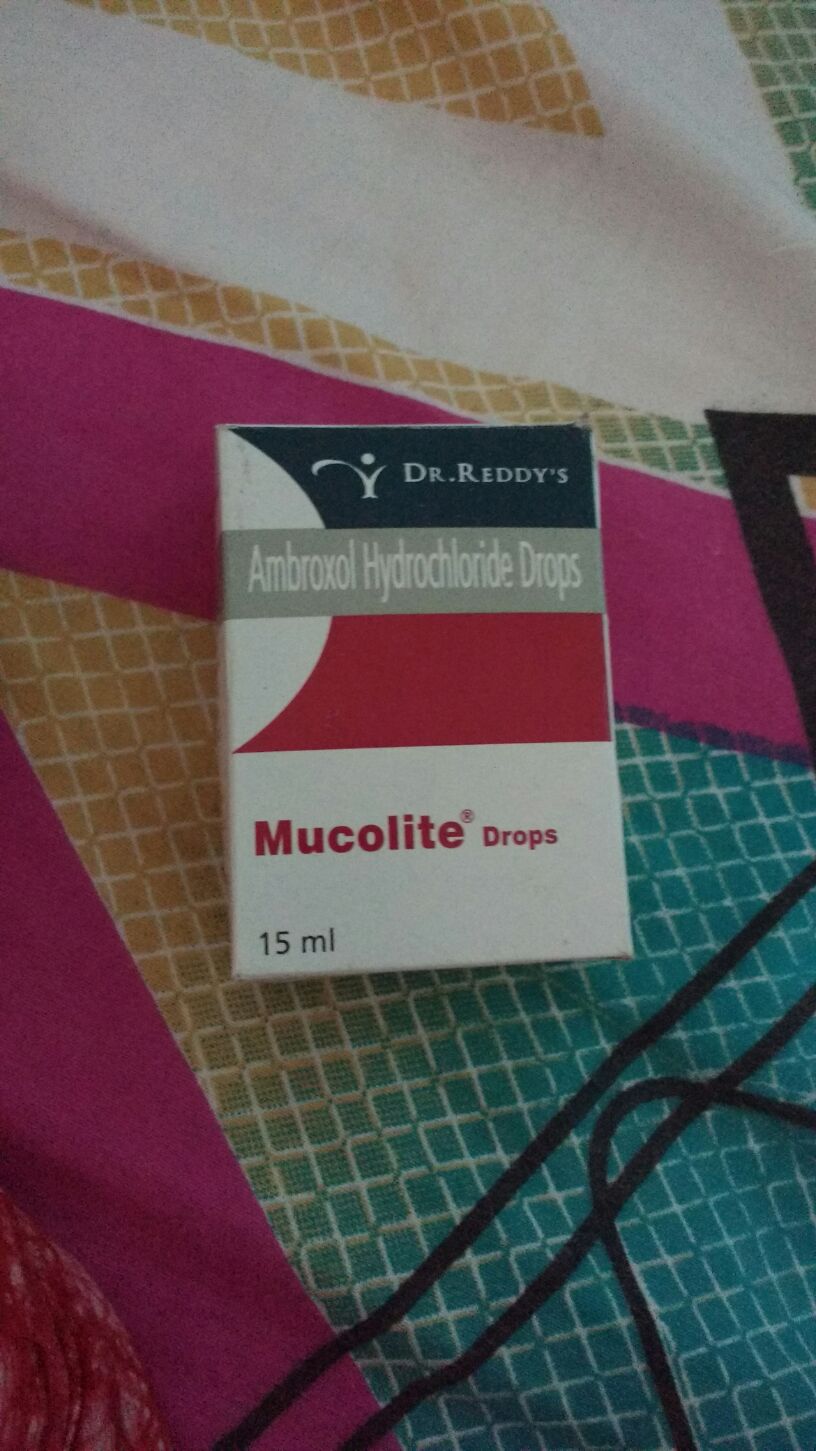 DR.REDDY'S
Ambroxol Hydrochloride Drops
Mucolite® Drops
15 ml